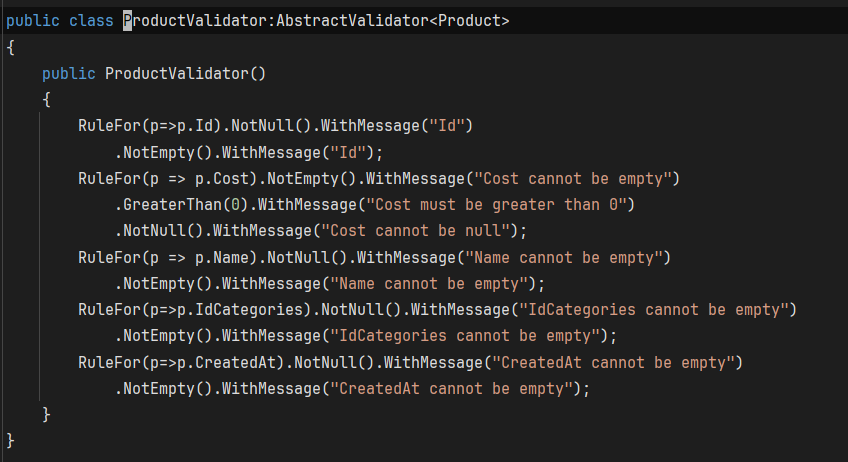 public class ProductValidator:AbstractValidator<Product>
{
    public ProductValidator()
    {
        RuleFor(p=>p.Id).NotNull().WithMessage("Id")
            .NotEmpty().WithMessage("Id");
        RuleFor(p => p.Cost).NotEmpty().WithMessage("Cost cannot be empty")
            .GreaterThan(0).WithMessage("Cost must be greater than 0")
            .NotNull().WithMessage("Cost cannot be null");
        RuleFor(p => p.Name).NotNull().WithMessage("Name cannot be empty")
            .NotEmpty().WithMessage("Name cannot be empty");
        RuleFor(p=>p.IdCategories).NotNull().WithMessage("IdCategories cannot be empty")
            .NotEmpty().WithMessage("IdCategories cannot be empty");
        RuleFor(p=>p.CreatedAt).NotNull().WithMessage("CreatedAt cannot be empty")
            .NotEmpty().WithMessage("CreatedAt cannot be empty");
    }
}